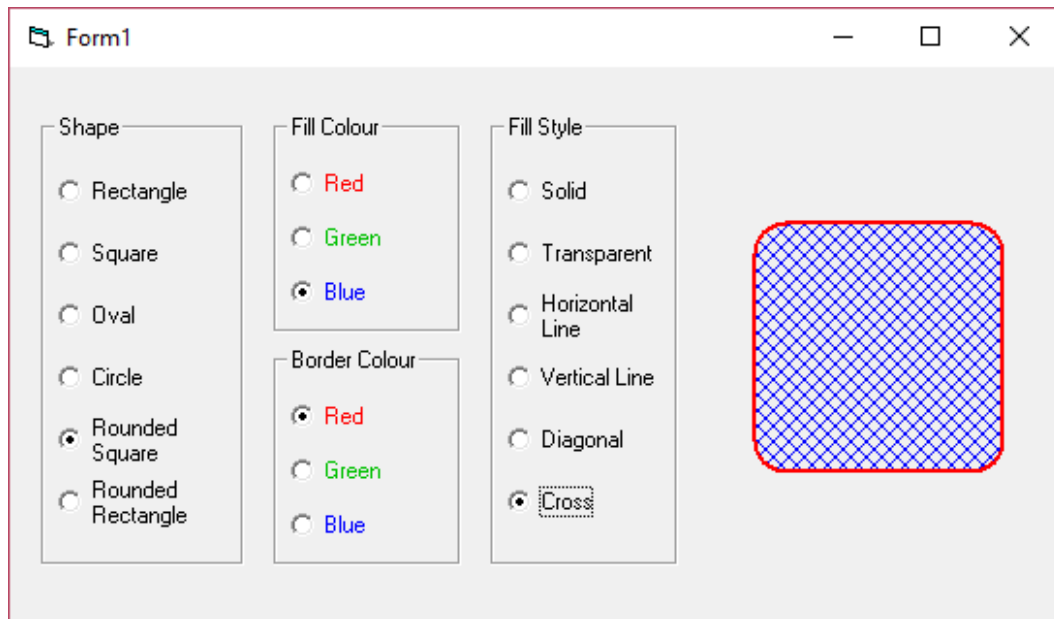 Form1
Shape
Rectangle
Square
Oval
Circle
Rounded
Square
Rounded
Rectangle
Fill Colour
Red
Green
Blue
Border Colour
Red
Green
Blue
Fill Style
Solid
Transparent
Horizontal
Line
Vertical Line
Diagonal
Cross